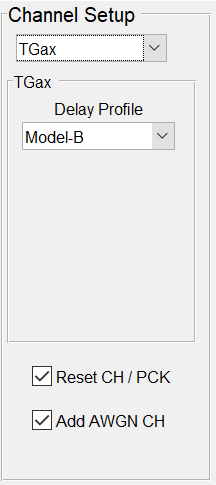 Channel Setup
TGax
TGax
Delay Profile
Model-B
Reset CH / PCK
Add AWGN CH